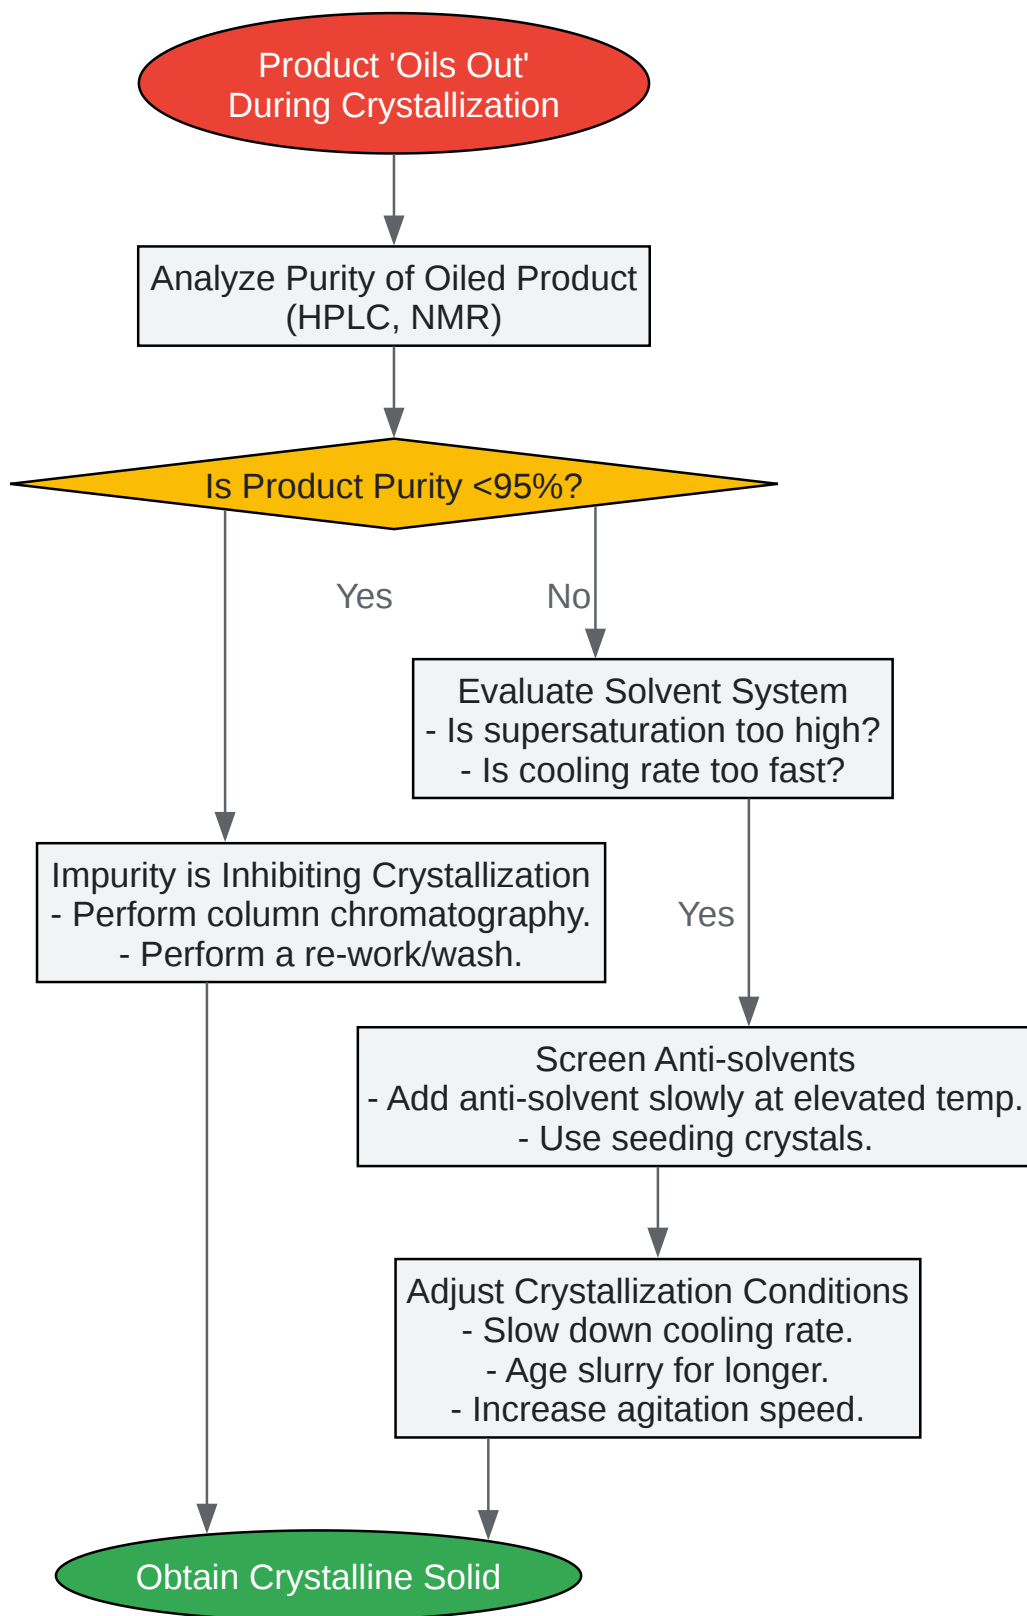 Product 'Oils Out'
During Crystallization
Analyze Purity of Oiled Product
(HPLC, NMR)
Is Product Purity <95%?
Yes
No
Evaluate Solvent System
- Is supersaturation too high?
- Is cooling rate too fast?
Impurity is Inhibiting Crystallization
- Perform column chromatography.
- Perform a re-work/wash.
Yes
Screen Anti-solvents
- Add anti-solvent slowly at elevated temp.
- Use seeding crystals.
Adjust Crystallization Conditions
- Slow down cooling rate.
- Age slurry for longer.
- Increase agitation speed.
Obtain Crystalline Solid